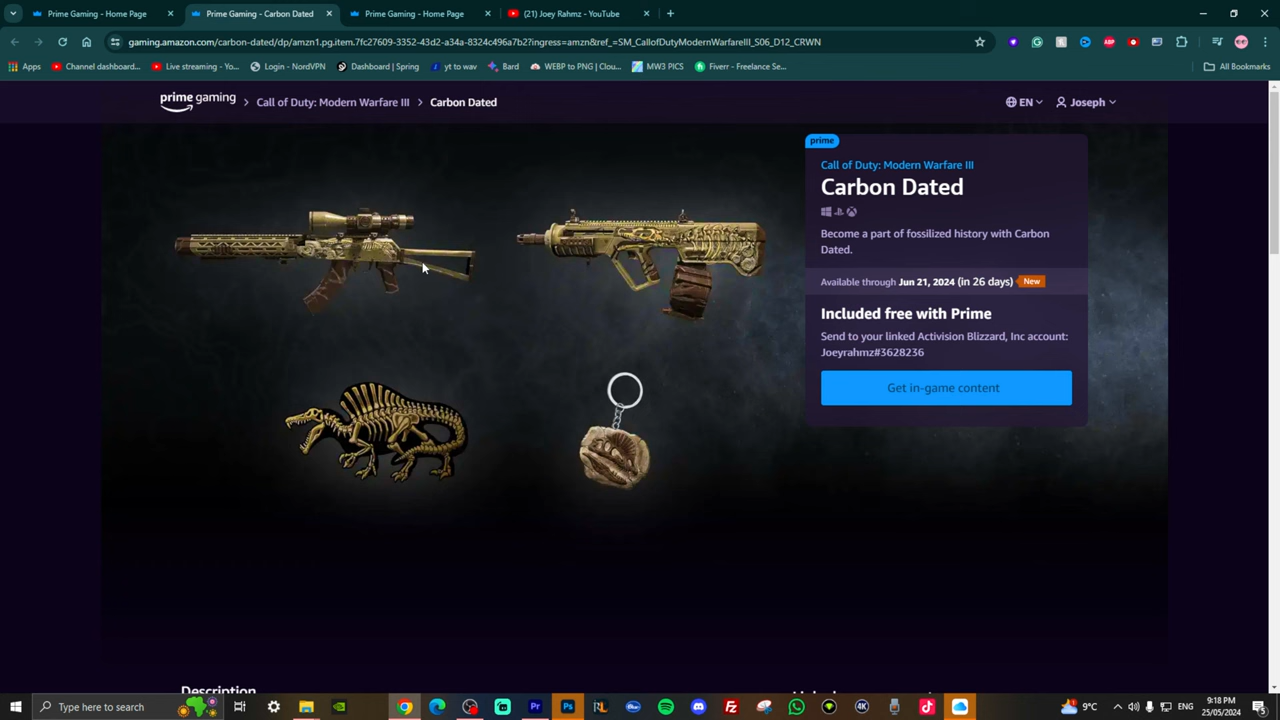 Prime Gaming - Home Page
Prime Gaming - Carbon Dated
Prime Gaming - Home Page
(21) Joey Rahmz - YouTube
gaming.amazon.com/carbon-dated/dp/amzn1.pg.item.7fc27609-3352-43d2-a34a-8324c496a7b2?ingress=amzn&ref_=SM_CallofDutyModernWarfareIII_S06_D12_CRWN
Apps
Channel dashboard...
Live streaming - Yo...
Login - NordVPN
Dashboard | Spring
yt to wav
Bard
WEBP to PNG | Clou...
MW3 PICS
Fiverr - Freelance Se...
All Bookmarks
prime gaming
Call of Duty: Modern Warfare III
Carbon Dated
EN
Joseph
prime
Call of Duty: Modern Warfare III
Carbon Dated
Become a part of fossilized history with Carbon
Dated.
Available through Jun 21, 2024 (in 26 days) New
Included free with Prime
Send to your linked Activision Blizzard, Inc account:
Joeyrahmz#3628236
Get in-game content
Description
Type here to search
9°C
ENG
9:18 PM
25/05/2024